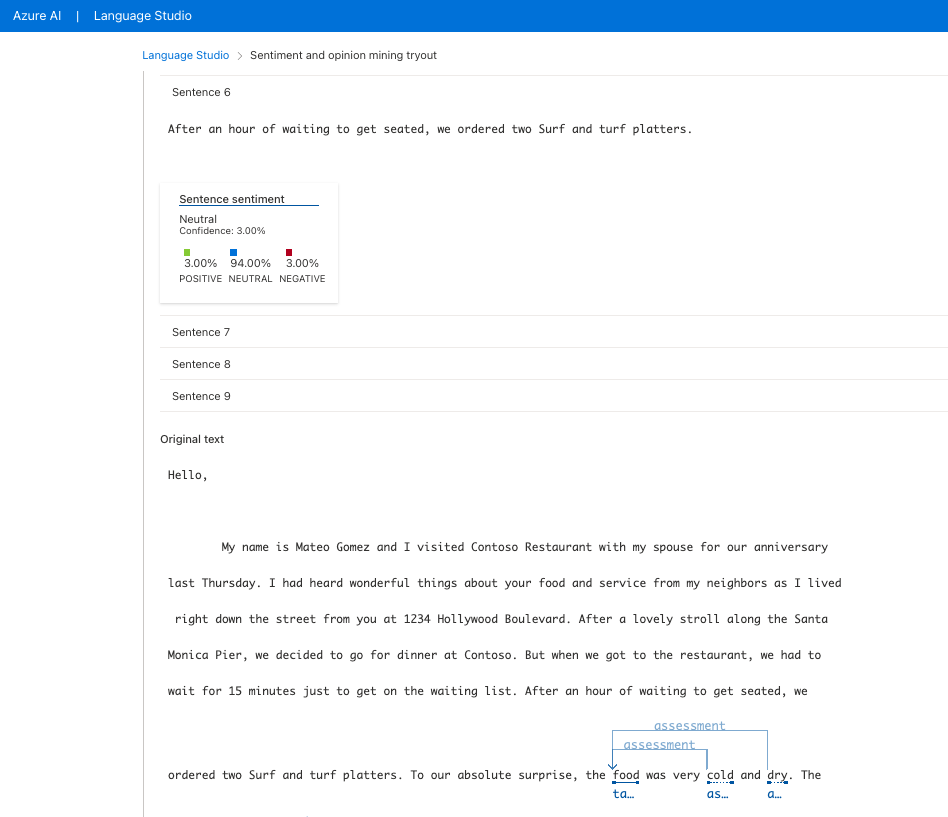 Azure AI | Language Studio
Language Studio > Sentiment and opinion mining tryout
Sentence 6
After an hour of waiting to get seated, we ordered two Surf and turf platters.
Sentence sentiment
Neutral
Confidence: 3.00%
3.00% 94.00% 3.00%
POSITIVE NEUTRAL NEGATIVE
Sentence 7
Sentence 8
Sentence 9
Original text
Hello,
My name is Mateo Gomez and I visited Contoso Restaurant with my spouse for our anniversary
last Thursday. I had heard wonderful things about your food and service from my neighbors as I lived
right down the street from you at 1234 Hollywood Boulevard. After a lovely stroll along the Santa
Monica Pier, we decided to go for dinner at Contoso. But when we got to the restaurant, we had to
wait for 15 minutes just to get on the waiting list. After an hour of waiting to get seated, we
assessment
assessment
ordered two Surf and turf platters. To our absolute surprise, the food was very cold and dry. The
ta… as… a…